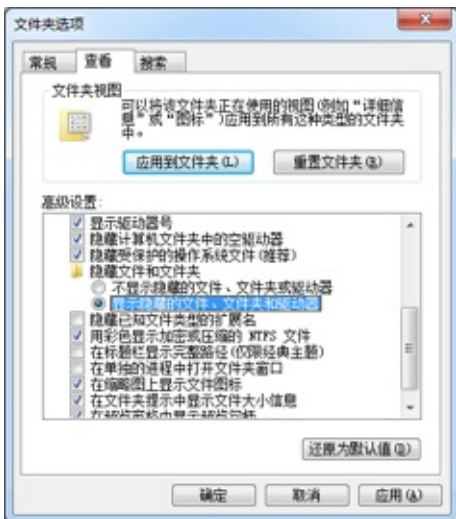 文件夹选项
常规 查看 搜索
文件夹视图
可以将该文件夹正在使用的视图(例如“详细信
息”或“图标”)应用到所有这种类型的文件夹
中。
应用到文件夹(L) 重置文件夹(R)
高级设置:
显示驱动器号
隐藏计算机文件夹中的空驱动器
隐藏受保护的操作系统文件(推荐)
隐藏文件和文件夹
不显示隐藏的文件、文件夹或驱动器
显示隐藏的文件、文件夹和驱动器
隐藏已知文件类型的扩展名
用彩色显示加密或压缩的 NTFS 文件
在标题栏显示完整路径(仅限经典主题)
在单独的进程中打开文件夹窗口
在缩略图上显示文件图标
在文件夹提示中显示文件大小信息
在预览窗格中显示预览句柄
还原为默认值(D)
确定 取消 应用(A)